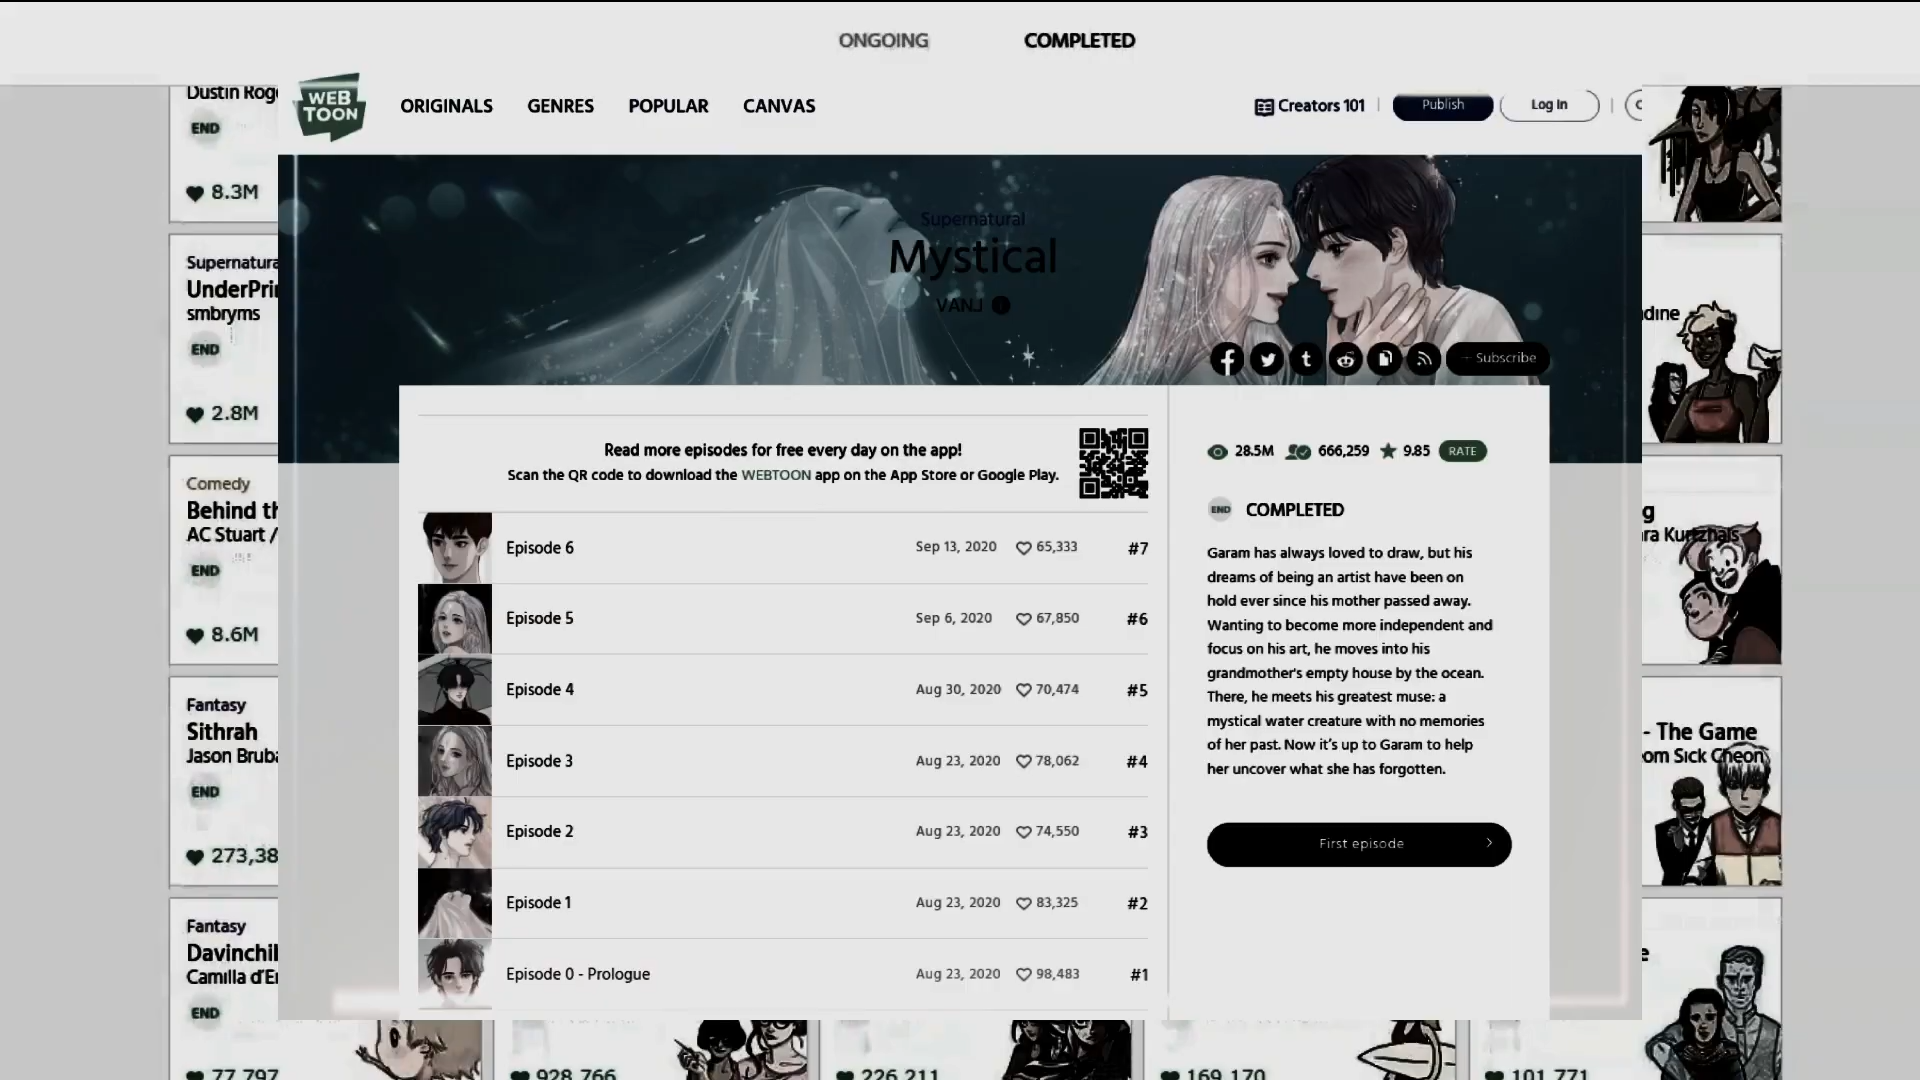 ONGOING
COMPLETED
Dustin Rog
END
8.3M
WEB
TOON
ORIGINALS
GENRES
POPULAR
CANVAS
Creators 101
Publish
Log In
Supernatural
Mystical
VANJ
Subscribe
Supernatura
UnderPri
smbryms
END
2.8M
Comedy
Behind th
AC Stuart /
END
8.6M
Fantasy
Sithrah
Jason Bruba
END
273,38
Fantasy
Davinchil
Camilla d'Er
END
77,797
Read more episodes for free every day on the app!
Scan the QR code to download the WEBTOON app on the App Store or Google Play.
Episode 6 Sep 13, 2020 65,333 #7
Episode 5 Sep 6, 2020 67,850 #6
Episode 4 Aug 30, 2020 70,474 #5
Episode 3 Aug 23, 2020 78,062 #4
Episode 2 Aug 23, 2020 74,550 #3
Episode 1 Aug 23, 2020 83,325 #2
Episode 0 - Prologue Aug 23, 2020 98,483 #1
28.5M 666,259 9.85 RATE
END COMPLETED
Garam has always loved to draw, but his
dreams of being an artist have been on
hold ever since his mother passed away.
Wanting to become more independent and
focus on his art, he moves into his
grandmother's empty house by the ocean.
There, he meets his greatest muse: a
mystical water creature with no memories
of her past. Now it's up to Garam to help
her uncover what she has forgotten.
First episode
dine
g
ra Kurtzhals
- The Game
om Sick Cheon
e
928,766
226,211
169,170
101,771